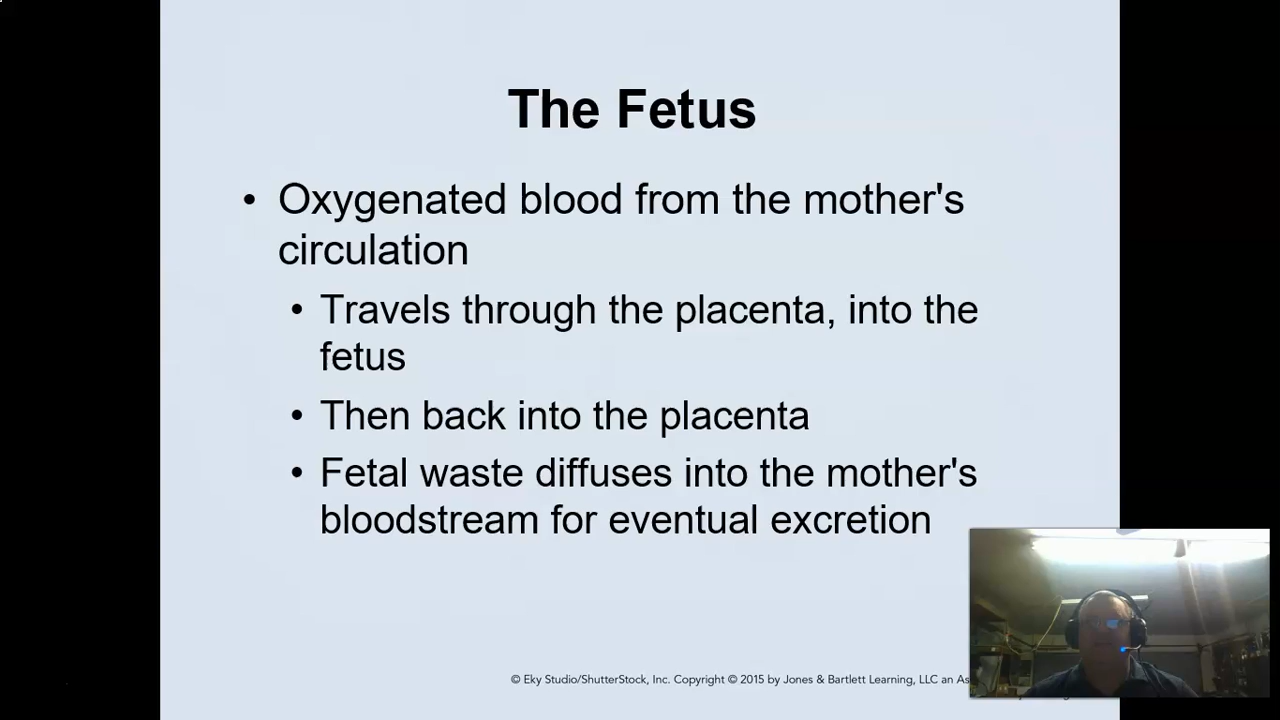 The Fetus
• Oxygenated blood from the mother's
circulation
• Travels through the placenta, into the
fetus
• Then back into the placenta
• Fetal waste diffuses into the mother's
bloodstream for eventual excretion
© Eky Studio/ShutterStock, Inc. Copyright © 2015 by Jones & Bartlett Learning, LLC an